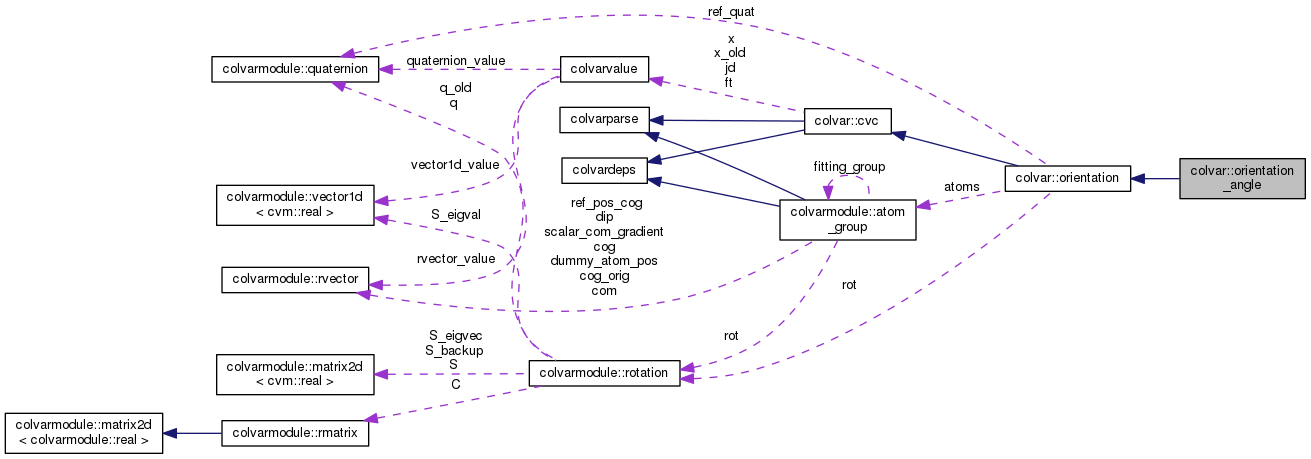 ref_quat
x
x_old
jd
ft
quaternion_value
colvarmodule::quaternion
colvarvalue
q_old
q
colvarparse
colvar::cvc
vector1d_value
colvardeps
fitting_group
colvar::orientation
colvar::orientation
_angle
atoms
colvarmodule::vector1d
< cvm::real >
S_eigval
ref_pos_cog
dip
scalar_com_gradient
cog
dummy_atom_pos
cog_orig
com
colvarmodule::atom
_group
rvector_value
colvarmodule::rvector
rot
rot
S_eigvec
S_backup
S
C
colvarmodule::matrix2d
< cvm::real >
colvarmodule::rotation
colvarmodule::matrix2d
< colvarmodule::real >
colvarmodule::rmatrix